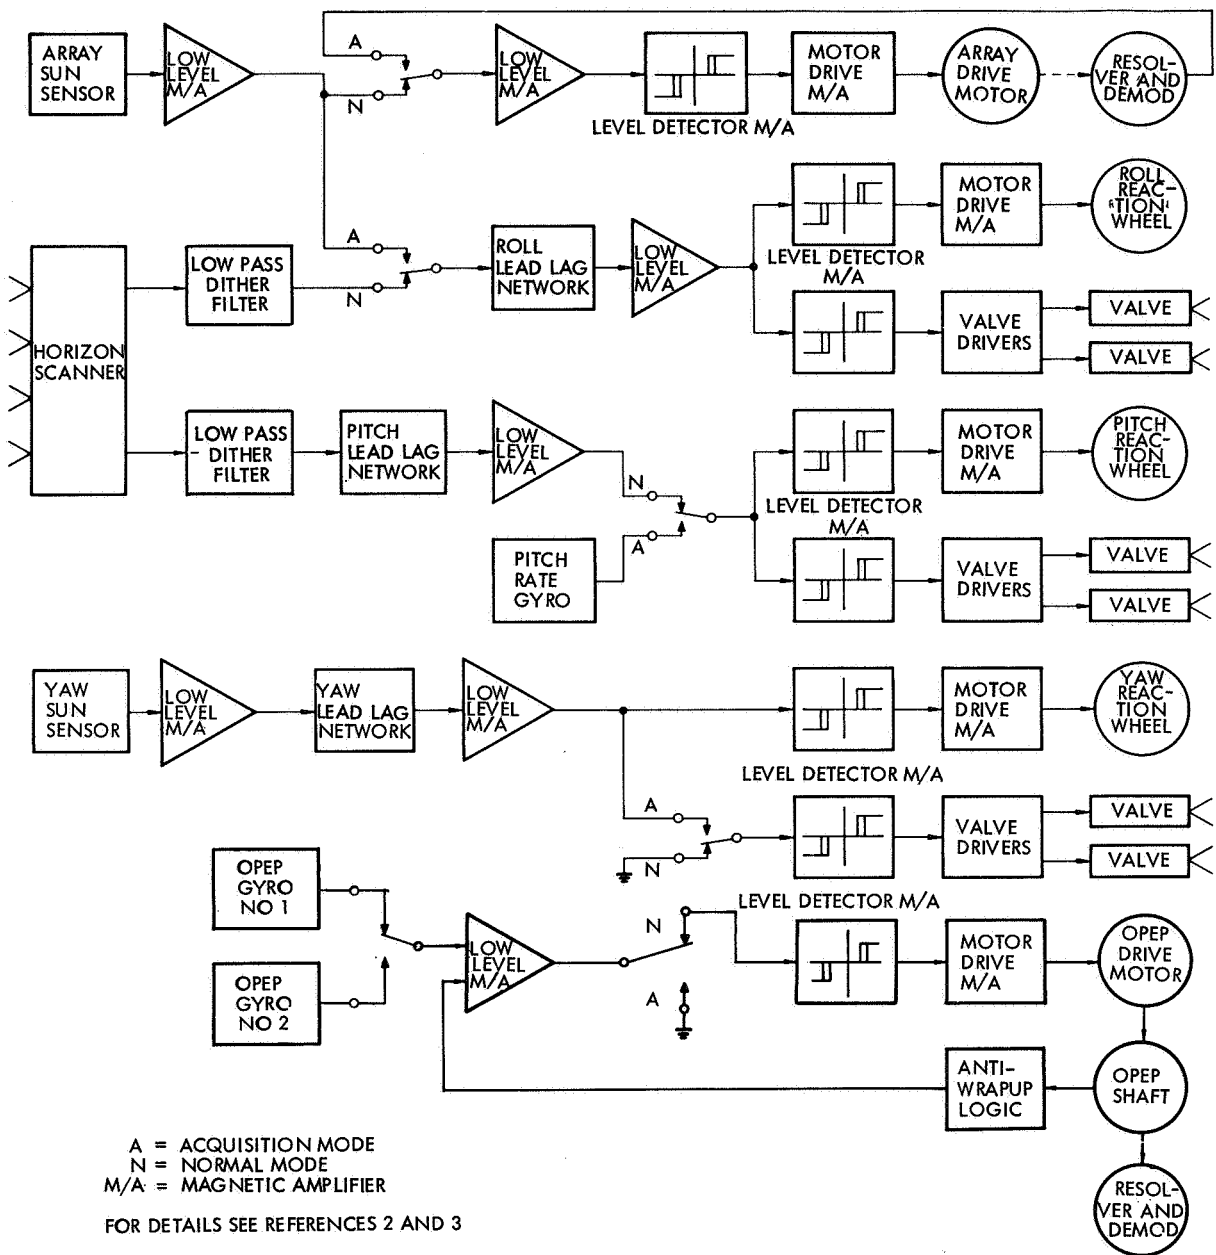 ARRAY
SUN
SENSOR
LOW
LEVEL
M/A
A
N
LOW
LEVEL
M/A
LEVEL DETECTOR M/A
MOTOR
DRIVE
M/A
ARRAY
DRIVE
MOTOR
RESOL-
VER AND
DEMOD
HORIZON
SCANNER
LOW PASS
DITHER
FILTER
A
N
ROLL
LEAD LAG
NETWORK
LOW
LEVEL
M/A
LEVEL DETECTOR
M/A
MOTOR
DRIVE
M/A
ROLL
REAC-
TION
WHEEL
VALVE
DRIVERS
VALVE
VALVE
LOW PASS
DITHER
FILTER
PITCH
LEAD LAG
NETWORK
LOW
LEVEL
M/A
N
A
PITCH
RATE
GYRO
LEVEL DETECTOR
M/A
MOTOR
DRIVE
M/A
PITCH
REAC-
TION
WHEEL
VALVE
DRIVERS
VALVE
VALVE
YAW
SUN
SENSOR
LOW
LEVEL
M/A
YAW
LEAD LAG
NETWORK
LOW
LEVEL
M/A
LEVEL DETECTOR M/A
MOTOR
DRIVE
M/A
YAW
REAC-
TION
WHEEL
A
N
VALVE
DRIVERS
VALVE
VALVE
OPEP
GYRO
NO 1
OPEP
GYRO
NO 2
LOW
LEVEL
M/A
N
A
LEVEL DETECTOR M/A
MOTOR
DRIVE
M/A
OPEP
DRIVE
MOTOR
ANTI-
WRAPUP
LOGIC
OPEP
SHAFT
RESOL-
VER AND
DEMOD
A = ACQUISITION MODE
N = NORMAL MODE
M/A = MAGNETIC AMPLIFIER
FOR DETAILS SEE REFERENCES 2 AND 3